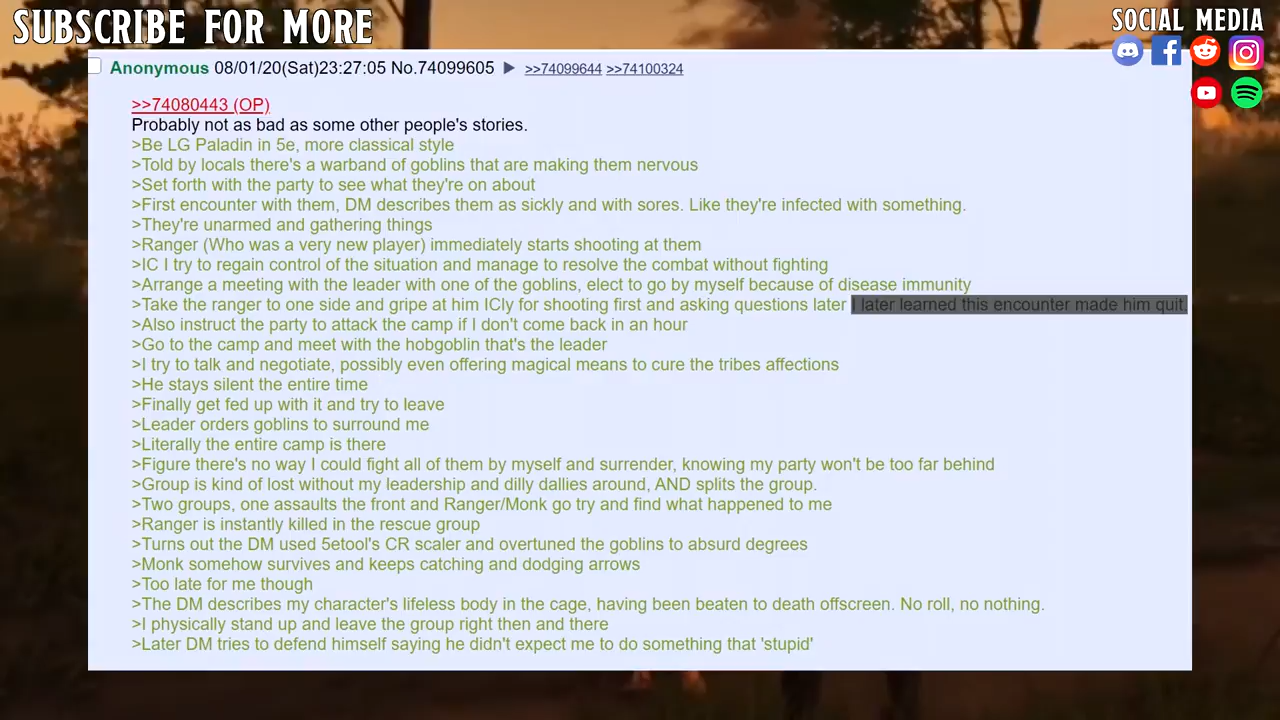 SUBSCRIBE FOR MORE
SOCIAL MEDIA
Anonymous 08/01/20(Sat)23:27:05 No.74099605 ▶ >>74099644 >>74100324
>>74080443 (OP)
Probably not as bad as some other people's stories.
>Be LG Paladin in 5e, more classical style
>Told by locals there's a warband of goblins that are making them nervous
>Set forth with the party to see what they're on about
>First encounter with them, DM describes them as sickly and with sores. Like they're infected with something.
>They're unarmed and gathering things
>Ranger (Who was a very new player) immediately starts shooting at them
>IC I try to regain control of the situation and manage to resolve the combat without fighting
>Arrange a meeting with the leader with one of the goblins, elect to go by myself because of disease immunity
>Take the ranger to one side and gripe at him ICly for shooting first and asking questions later I later learned this encounter made him quit.
>Also instruct the party to attack the camp if I don't come back in an hour
>Go to the camp and meet with the hobgoblin that's the leader
>I try to talk and negotiate, possibly even offering magical means to cure the tribes affections
>He stays silent the entire time
>Finally get fed up with it and try to leave
>Leader orders goblins to surround me
>Literally the entire camp is there
>Figure there's no way I could fight all of them by myself and surrender, knowing my party won't be too far behind
>Group is kind of lost without my leadership and dilly dallies around, AND splits the group.
>Two groups, one assaults the front and Ranger/Monk go try and find what happened to me
>Ranger is instantly killed in the rescue group
>Turns out the DM used 5etool's CR scaler and overtuned the goblins to absurd degrees
>Monk somehow survives and keeps catching and dodging arrows
>Too late for me though
>The DM describes my character's lifeless body in the cage, having been beaten to death offscreen. No roll, no nothing.
>I physically stand up and leave the group right then and there
>Later DM tries to defend himself saying he didn't expect me to do something that 'stupid'